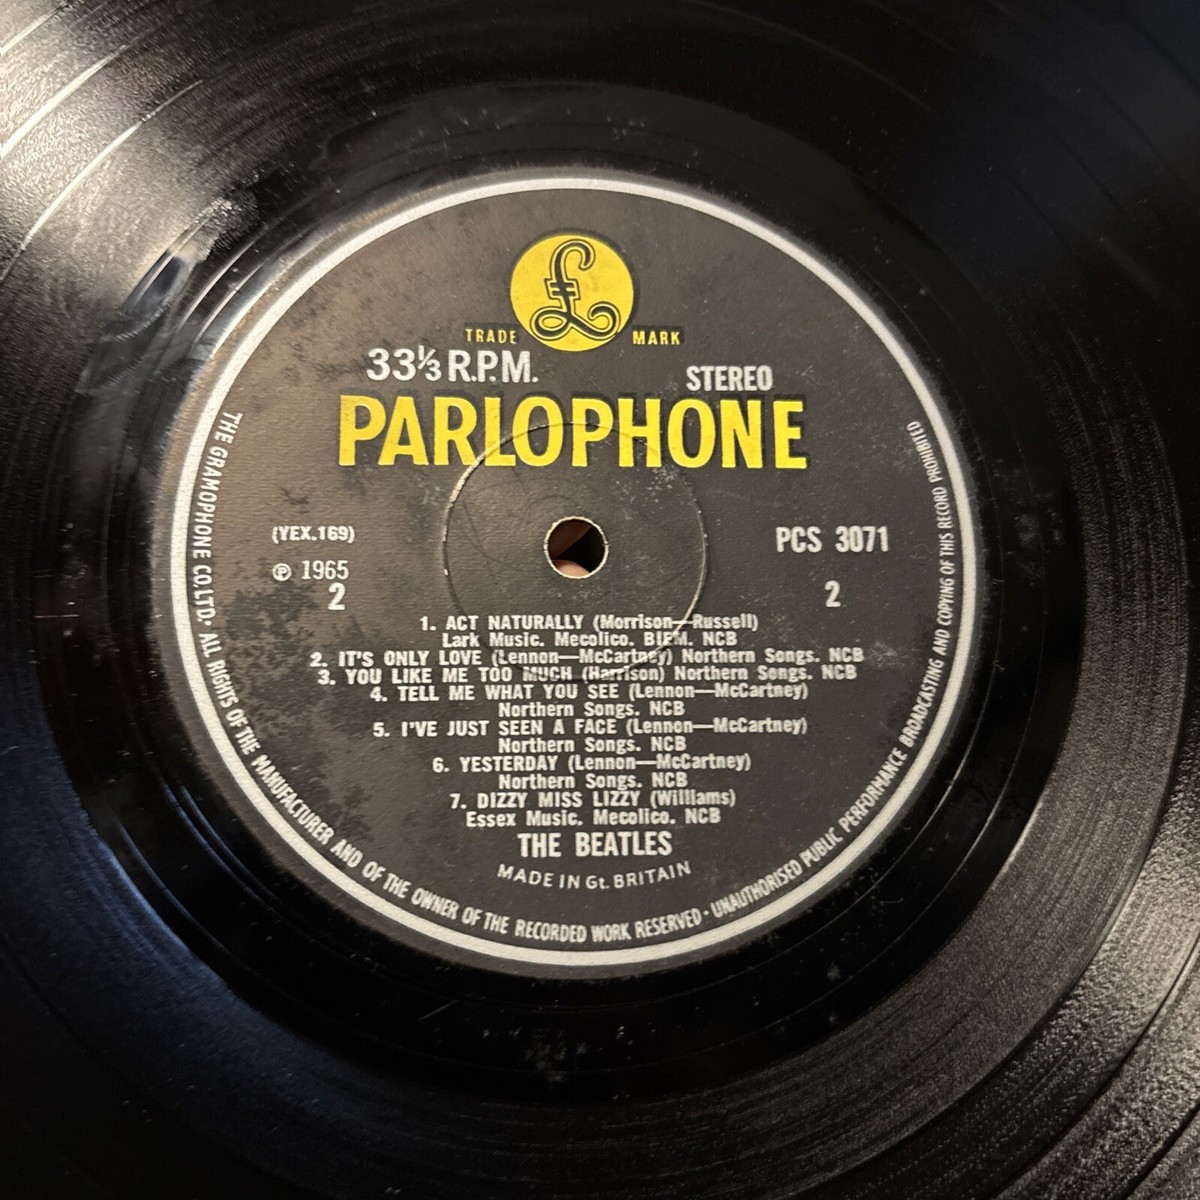 £
TRADE MARK
33⅓ R.P.M. STEREO
PARLOPHONE
(YEX.169) PCS 3071
℗ 1965
2 2
1. ACT NATURALLY (Morrison—Russell)
Lark Music. Mecolico. BIEM. NCB
2. IT'S ONLY LOVE (Lennon—McCartney) Northern Songs. NCB
3. YOU LIKE ME TOO MUCH (Harrison) Northern Songs. NCB
4. TELL ME WHAT YOU SEE (Lennon—McCartney)
Northern Songs. NCB
5. I'VE JUST SEEN A FACE (Lennon—McCartney)
Northern Songs. NCB
6. YESTERDAY (Lennon—McCartney)
Northern Songs. NCB
7. DIZZY MISS LIZZY (Williams)
Essex Music. Mecolico. NCB
THE BEATLES
MADE IN Gt. BRITAIN
THE GRAMOPHONE CO.LTD· ALL RIGHTS OF THE MANUFACTURER AND OF THE OWNER OF THE RECORDED WORK RESERVED · UNAUTHORISED PUBLIC PERFORMANCE BROADCASTING AND COPYING OF THIS RECORD PROHIBITED